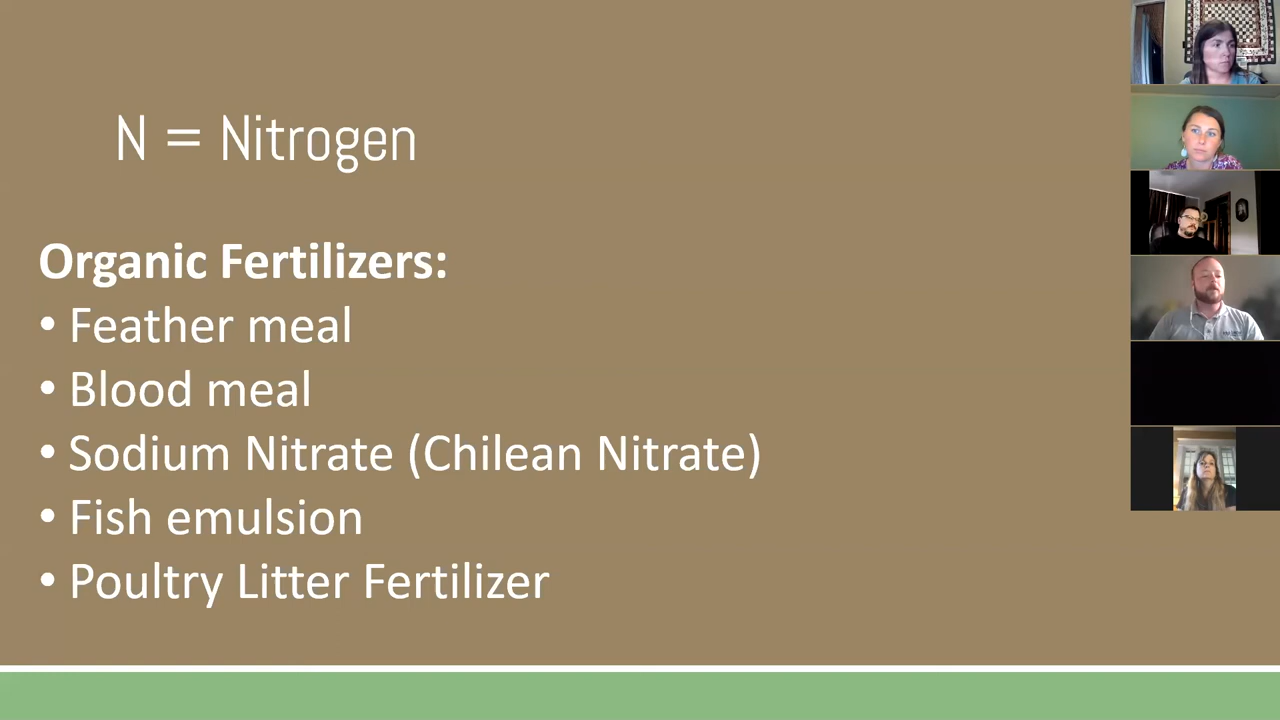 N = Nitrogen
Organic Fertilizers:
• Feather meal
• Blood meal
• Sodium Nitrate (Chilean Nitrate)
• Fish emulsion
• Poultry Litter Fertilizer